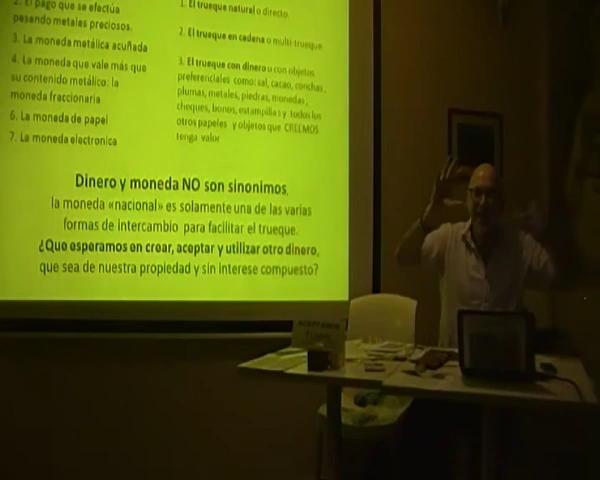 2. El pago que se efectúa
pesando metales preciosos.
3. La moneda metálica acuñada
4. La moneda que vale más que
su contenido metálico: la
moneda fraccionaria
6. La moneda de papel
7. La moneda electronica
1. El trueque natural o directo.
2. El trueque en cadena o multi-trueque
3. El trueque con dinero u con objetos
preferenciales como: sal, cacao, conchas,
plumas, metales, piedras, monedas,
cheques, bonos, estampillas y todos los
otros papeles y objetos que CREEMOS
tenga valor
Dinero y moneda NO son sinonimos,
la moneda «nacional» es solamente una de las varias
formas de intercambio para facilitar el trueque.
¿Que esperamos en crear, aceptar y utilizar otro dinero,
que sea de nuestra propiedad y sin interese compuesto?
ACEPTAMOS